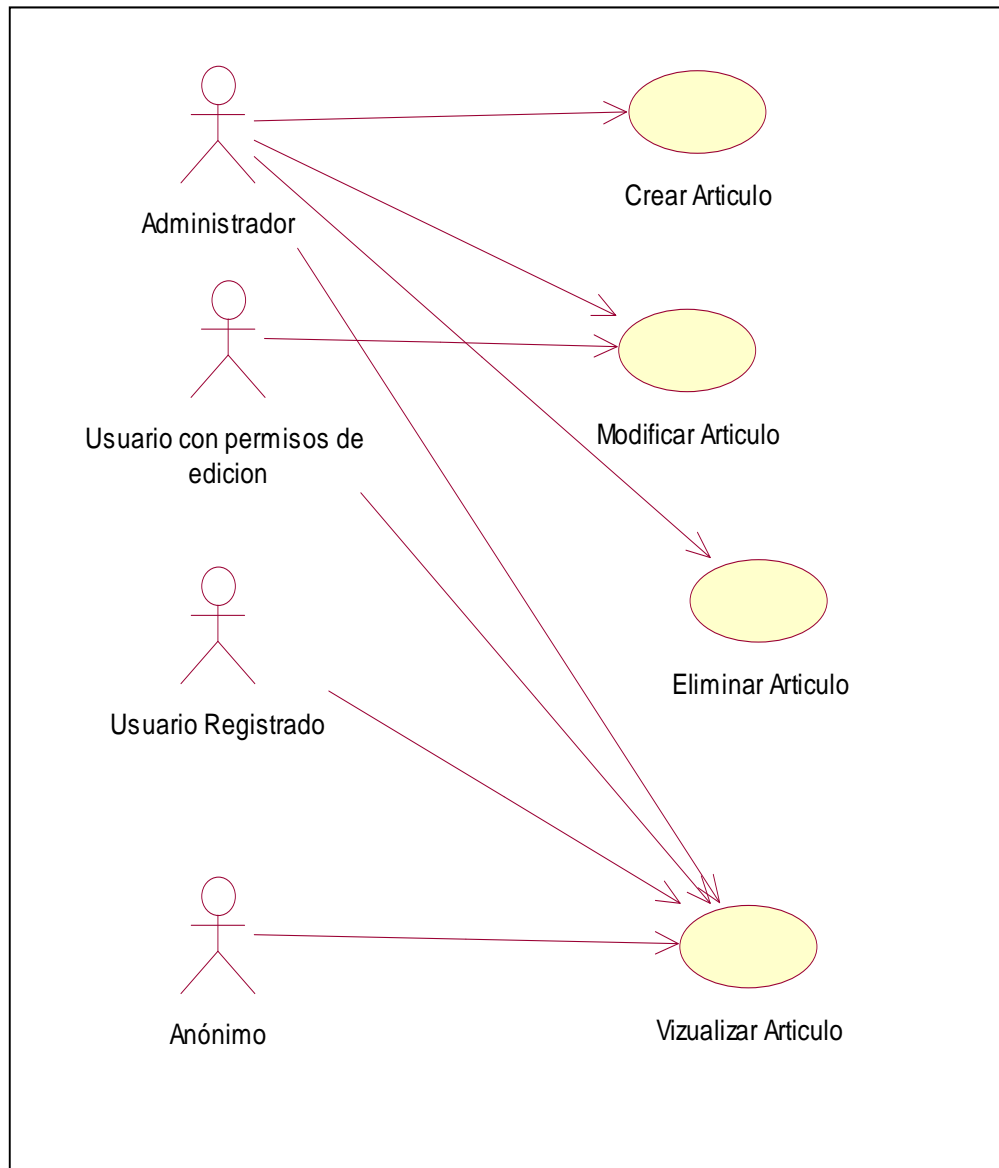 Administrador
Crear Articulo
Usuario con permisos de
edicion
Modificar Articulo
Usuario Registrado
Eliminar Articulo
Anónimo
Vizualizar Articulo